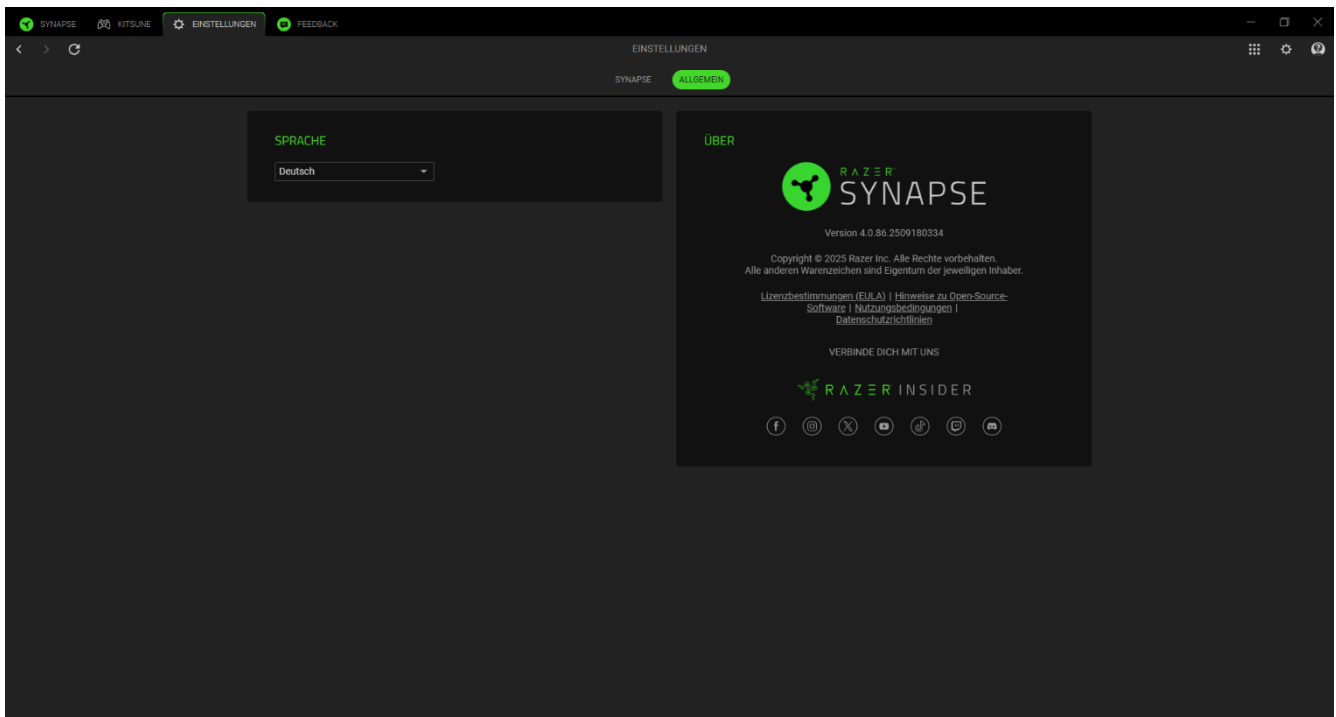 SYNAPSE KITSUNE EINSTELLUNGEN FEEDBACK
EINSTELLUNGEN
SYNAPSE ALLGEMEIN
SPRACHE
Deutsch
ÜBER
RAZER
SYNAPSE
Version 4.0.86.2509180334
Copyright © 2025 Razer Inc. Alle Rechte vorbehalten.
Alle anderen Warenzeichen sind Eigentum der jeweiligen Inhaber.
Lizenzbestimmungen (EULA) | Hinweise zu Open-Source-
Software | Nutzungsbedingungen |
Datenschutzrichtlinien
VERBINDE DICH MIT UNS
RAZER INSIDER